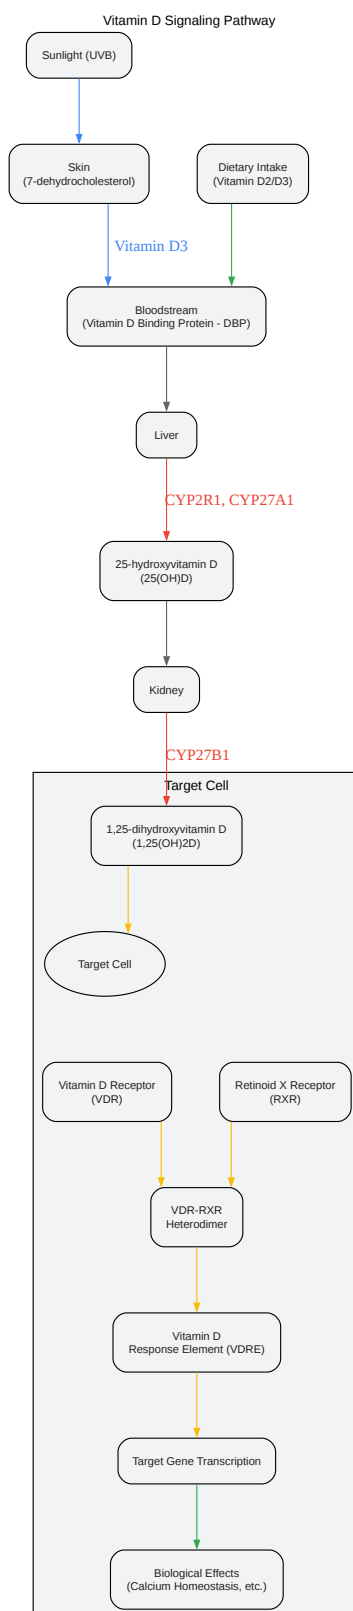 Vitamin D Signaling Pathway
Sunlight (UVB)
Skin
(7-dehydrocholesterol)
Dietary Intake
(Vitamin D2/D3)
Vitamin D3
Bloodstream
(Vitamin D Binding Protein - DBP)
Liver
CYP2R1, CYP27A1
25-hydroxyvitamin D
(25(OH)D)
Kidney
CYP27B1
Target Cell
1,25-dihydroxyvitamin D
(1,25(OH)2D)
Target Cell
Vitamin D Receptor
(VDR)
Retinoid X Receptor
(RXR)
VDR-RXR
Heterodimer
Vitamin D
Response Element (VDRE)
Target Gene Transcription
Biological Effects
(Calcium Homeostasis, etc.)